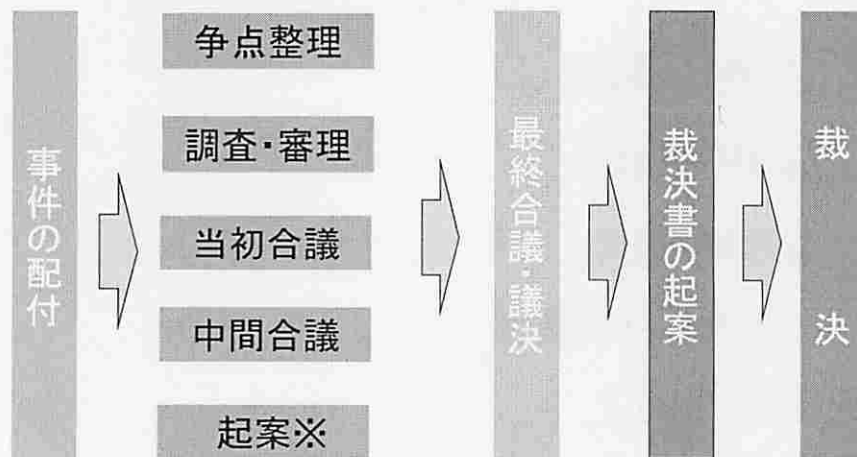 事件の配付
争点整理
調査・審理
当初合議
中間合議
起案※
最終合議・議決
裁決書の起案
裁決